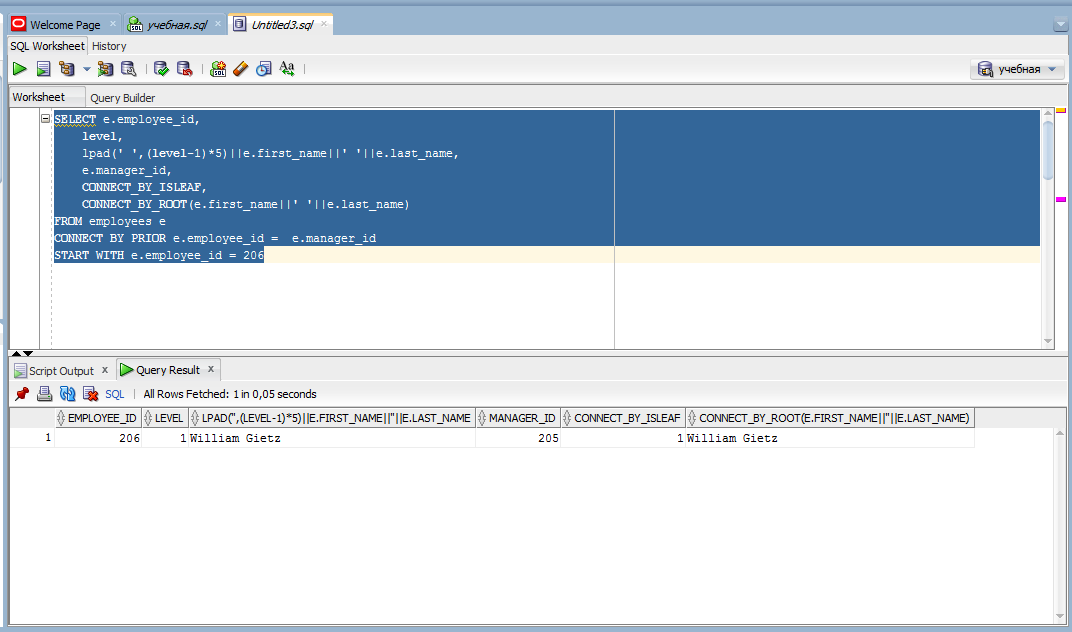 Welcome Page учебная.sql Untitled3.sql
SQL Worksheet History
Aa учебная
Worksheet Query Builder
SELECT e.employee_id,
level,
lpad(' ',(level-1)*5)||e.first_name||' '||e.last_name,
e.manager_id,
CONNECT_BY_ISLEAF,
CONNECT_BY_ROOT(e.first_name||' '||e.last_name)
FROM employees e
CONNECT BY PRIOR e.employee_id =  e.manager_id
START WITH e.employee_id = 206
Script Output x Query Result x
SQL | All Rows Fetched: 1 in 0,05 seconds
EMPLOYEE_ID LEVEL LPAD('',(LEVEL-1)*5)||E.FIRST_NAME||''||E.LAST_NAME MANAGER_ID CONNECT_BY_ISLEAF CONNECT_BY_ROOT(E.FIRST_NAME||''||E.LAST_NAME)
1 206 1 William Gietz 205 1 William Gietz